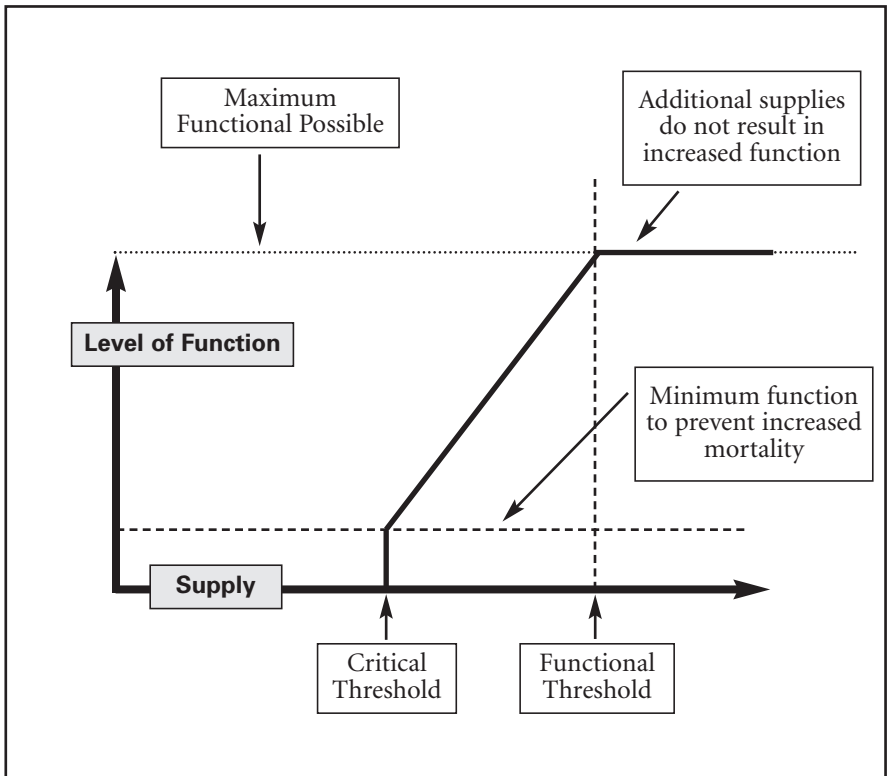 Maximum
Functional Possible
Additional supplies
do not result in
increased function
Level of Function
Minimum function
to prevent increased
mortality
Supply
Critical
Threshold
Functional
Threshold